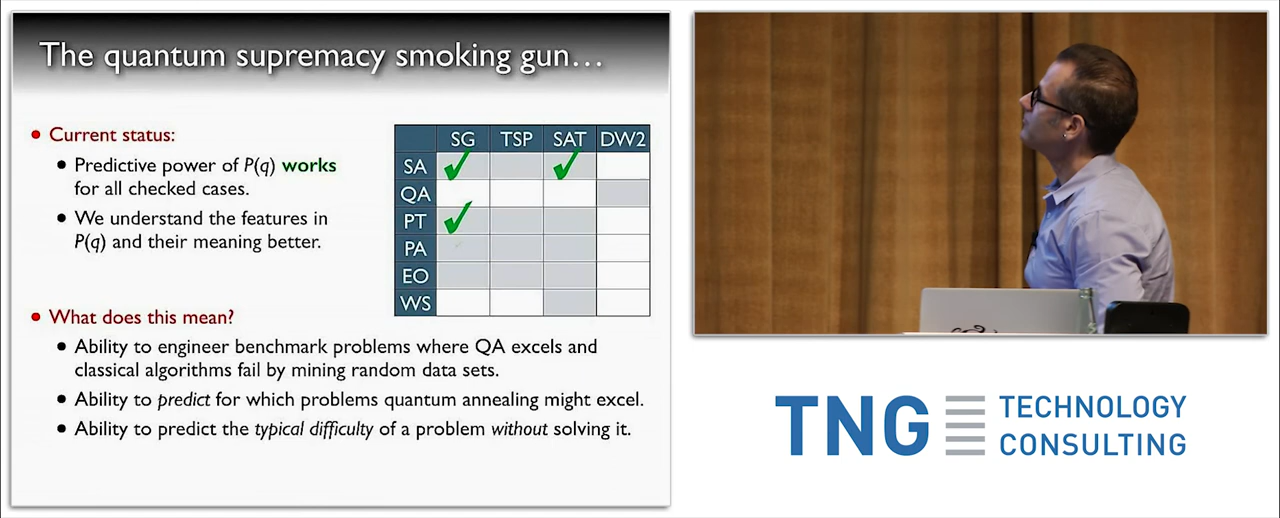 The quantum supremacy smoking gun...
• Current status:
• Predictive power of P(q) works
for all checked cases.
• We understand the features in
P(q) and their meaning better.
SG TSP SAT DW2
SA ✓ ✓
QA
PT ✓
PA
EO
WS
• What does this mean?
• Ability to engineer benchmark problems where QA excels and
classical algorithms fail by mining random data sets.
• Ability to predict for which problems quantum annealing might excel.
• Ability to predict the typical difficulty of a problem without solving it.
TNG TECHNOLOGY
CONSULTING